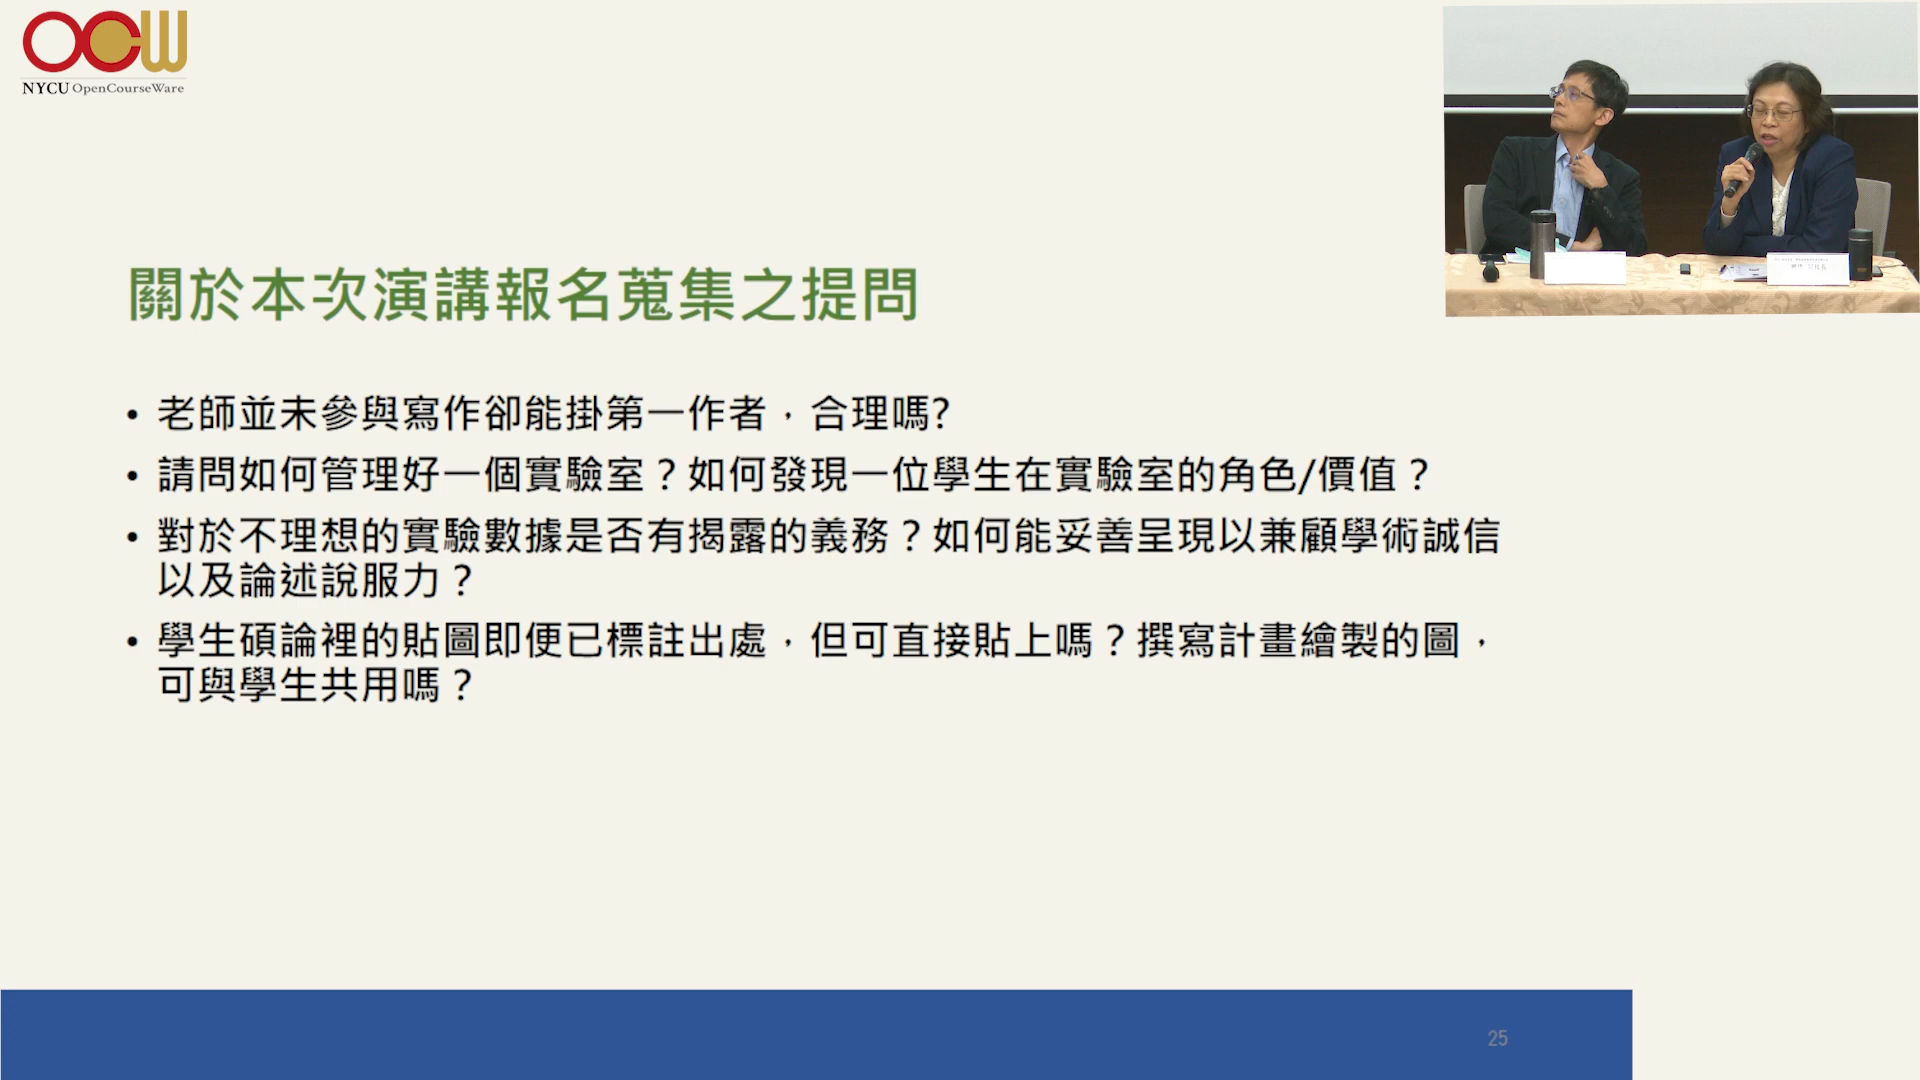 OCW
NYCU OpenCourseWare
關於本次演講報名蒐集之提問
• 老師並未參與寫作卻能掛第一作者，合理嗎?
• 請問如何管理好一個實驗室？如何發現一位學生在實驗室的角色/價值？
• 對於不理想的實驗數據是否有揭露的義務？如何能妥善呈現以兼顧學術誠信
以及論述說服力？
• 學生碩論裡的貼圖即便已標註出處，但可直接貼上嗎？撰寫計畫繪製的圖，
可與學生共用嗎？
25